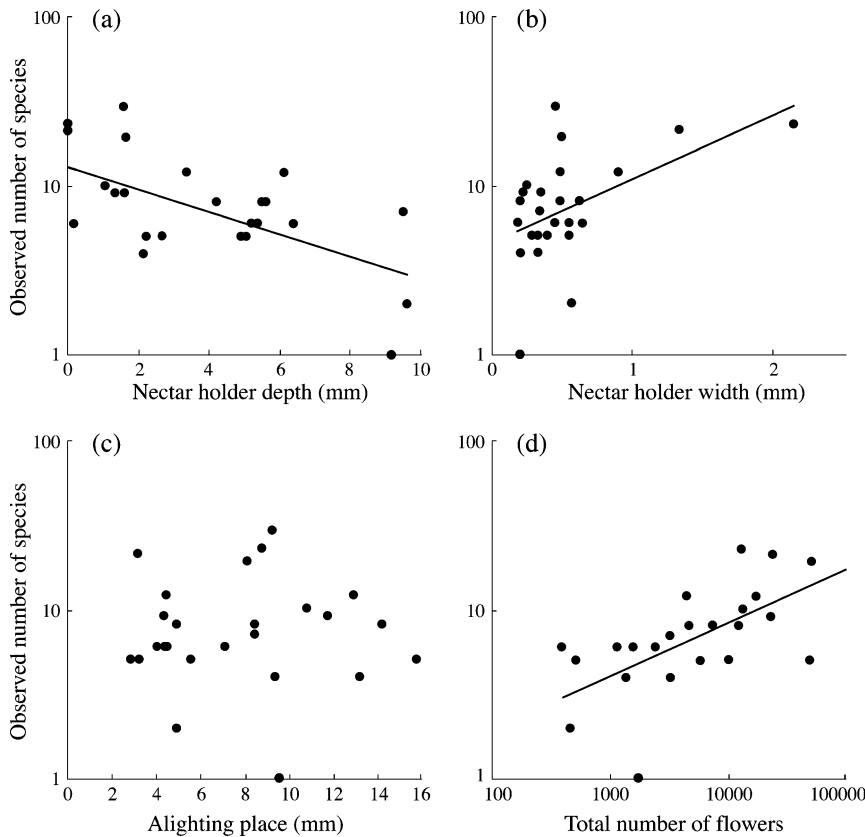 (a)
100
10
1
Observed number of species
0 2 4 6 8 10
Nectar holder depth (mm)
(b)
100
10
1
0 1 2
Nectar holder width (mm)
(c)
100
10
1
Observed number of species
0 2 4 6 8 10 12 14 16
Alighting place (mm)
(d)
100
10
1
100 1000 10000 100000
Total number of flowers